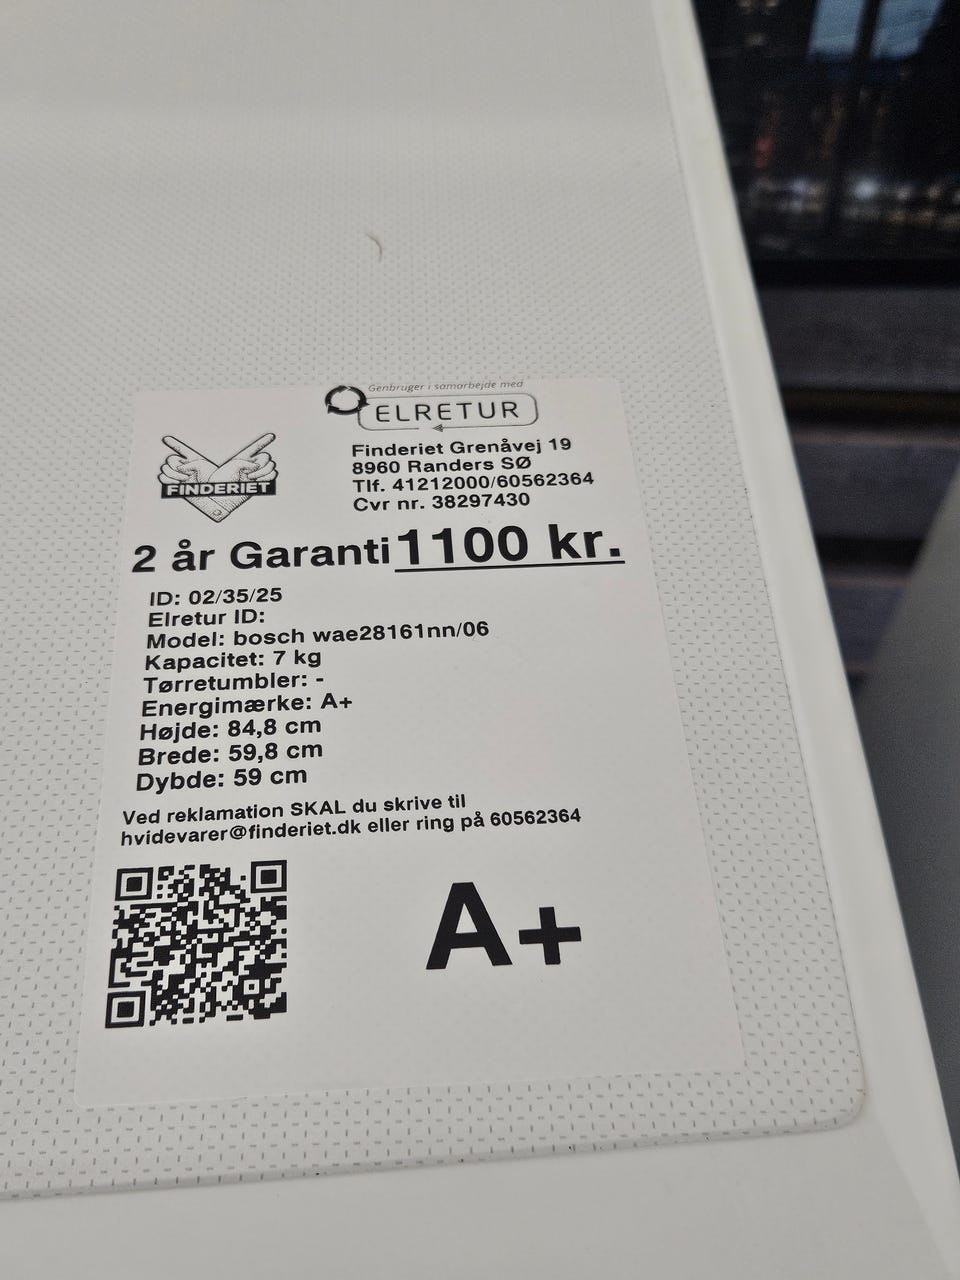 Genbruger i samarbejde med
ELRETUR
FINDERIET
Finderiet Grenåvej 19
8960 Randers SØ
Tlf. 41212000/60562364
Cvr nr. 38297430
2 år Garanti 1100 kr.
ID: 02/35/25
Elretur ID:
Model: bosch wae28161nn/06
Kapacitet: 7 kg
Tørretumbler: -
Energimærke: A+
Højde: 84,8 cm
Brede: 59,8 cm
Dybde: 59 cm
Ved reklamation SKAL du skrive til
hvidevarer@finderiet.dk eller ring på 60562364
A+